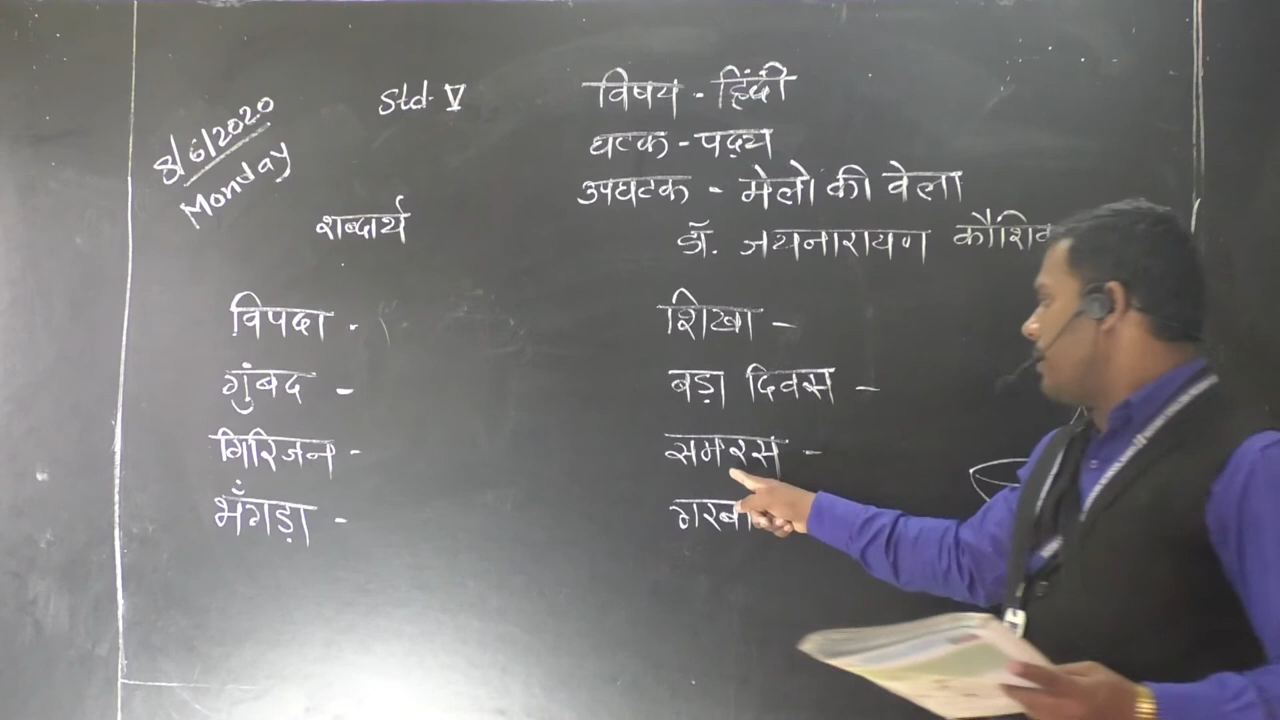 8/6/2020
Monday
Std. V
विषय - हिंदी
घटक - पद्य
उपघटक - मेलों की वेला
डॉ. जयनारायण
शब्दार्थ
विपदा -
शिखा -
गुंबद -
बड़ा दिवस -
गिरिजन -
समरस -
भँगड़ा -
गरबा